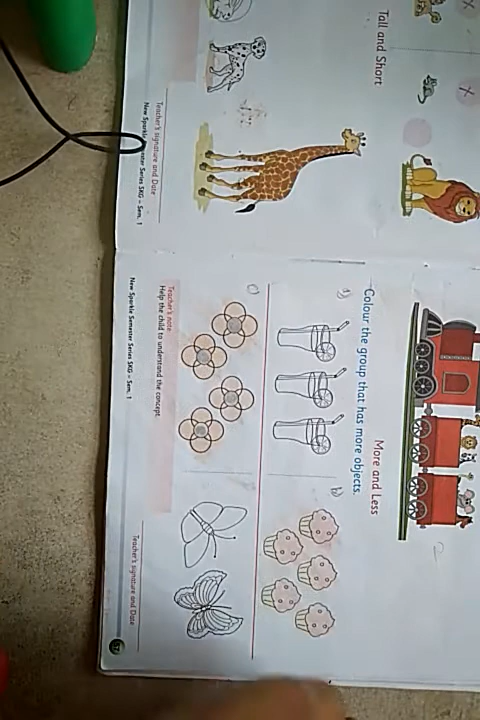 Tall and Short
Teacher's signature and Date
New Sparkle Semester Series SKG - Sem. 1
More and Less
Colour the group that has more objects.
a)
b)
Teacher's note:
Help the child to understand the concept.
Teacher's signature and Date
New Sparkle Semester Series SKG - Sem. 1